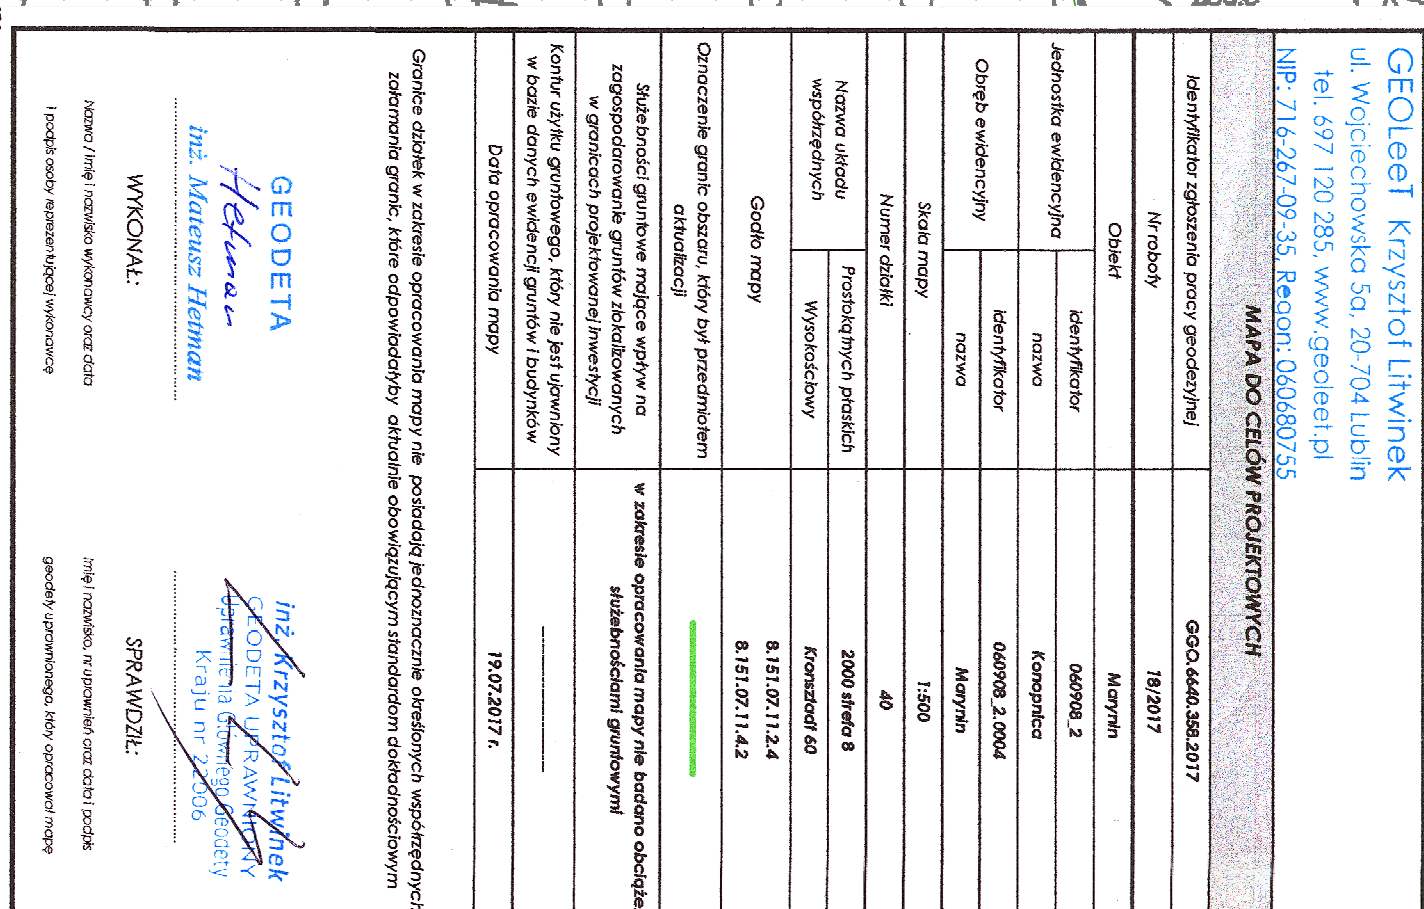 GEOLeeT Krzysztof Litwinek
ul. Wojciechowska 5a, 20-704 Lublin
tel. 697 120 285, www.geoleet.pl
NIP: 716-267-09-35, Regon: 060680755
MAPA DO CELÓW PROJEKTOWYCH
Identyfikator zgłoszenia pracy geodezyjnej GGO.6640.358.2017
Nr roboty 18/2017
Obiekt Marynin
Jednostka ewidencyjna identyfikator 060908_2
nazwa Konopnica
Obręb ewidencyjny identyfikator 060908_2.0004
nazwa Marynin
Skala mapy 1:500
Numer działki 40
Nazwa układu współrzędnych Prostokątnych płaskich 2000 strefa 8
Wysokościowy Kronsztadt 60
Godło mapy 8.151.07.11.2.4
8.151.07.11.4.2
Oznaczenie granic obszaru, który był przedmiotem
aktualizacji
Służebności gruntowe mające wpływ na
zagospodarowanie gruntów zlokalizowanych
w granicach projektowanej inwestycji
w zakresie opracowania mapy nie badano obciąże
służebnościami gruntowymi
Kontur użytku gruntowego, który nie jest ujawniony
w bazie danych ewidencji gruntów i budynków
----------------
Data opracowania mapy 19.07.2017 r.
Granice działek w zakresie opracowania mapy nie posiadają jednoznacznie określonych współrzędnych
załamania granic, które odpowiadałyby aktualnie obowiązującym standardom dokładnościowym
GEODETA
Hetman
inż. Mateusz Hetman
WYKONAŁ:
Nazwa / imię i nazwisko wykonawcy oraz data
i podpis osoby reprezentującej wykonawcę
inż. Krzysztof Litwinek
GEODETA UPRAWNIONY
Uprawnienia Głównego Geodety
Kraju nr 22006
SPRAWDZIŁ:
Imię i nazwisko, nr uprawnień oraz data i podpis
geodety uprawnionego, który opracował mapę